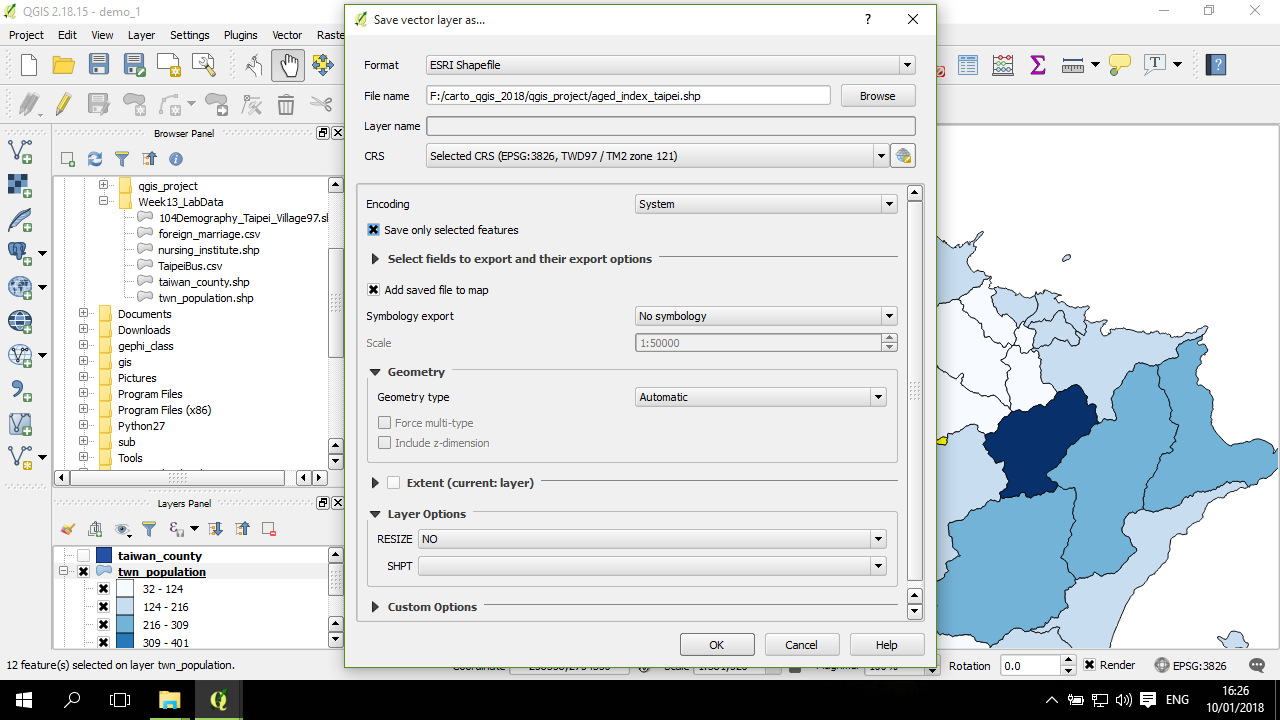 QGIS 2.18.15 - demo_1
Save vector layer as...
?
Project Edit View Layer Settings Plugins Vector Raste
Format ESRI Shapefile
File name F:/carto_qgis_2018/qgis_project/aged_index_taipei.shp Browse
Layer name
CRS Selected CRS (EPSG:3826, TWD97 / TM2 zone 121)
Browser Panel
qgis_project
Week13_LabData
104Demography_Taipei_Village97.sl
foreign_marriage.csv
nursing_institute.shp
TaipeiBus.csv
taiwan_county.shp
twn_population.shp
Documents
Downloads
gephi_class
gis
Pictures
Program Files
Program Files (x86)
Python27
sub
Tools
Encoding System
Save only selected features
Select fields to export and their export options
Add saved file to map
Symbology export No symbology
Scale 1:50000
Geometry
Geometry type Automatic
Force multi-type
Include z-dimension
Extent (current: layer)
Layer Options
RESIZE NO
SHPT
Custom Options
OK Cancel Help
Layers Panel
taiwan_county
twn_population
32 - 124
124 - 216
216 - 309
309 - 401
12 feature(s) selected on layer twn_population.
Rotation 0.0 Render EPSG:3826
ENG
16:26
10/01/2018